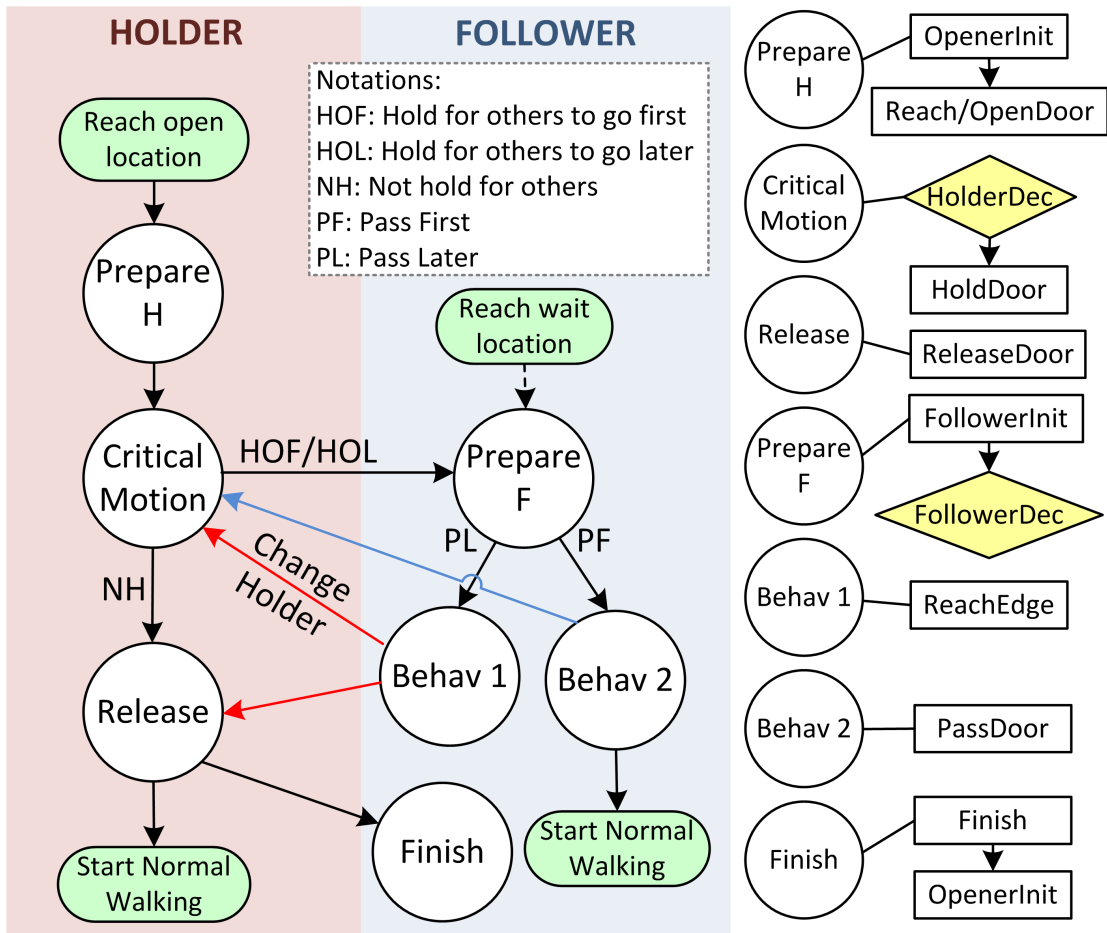 HOLDER
FOLLOWER
Notations:
HOF: Hold for others to go first
HOL: Hold for others to go later
NH: Not hold for others
PF: Pass First
PL: Pass Later
Reach open
location
Prepare
H
Reach wait
location
Critical
Motion
HOF/HOL
Prepare
F
PL
PF
NH
Change
Holder
Release
Behav 1
Behav 2
Start Normal
Walking
Finish
Start Normal
Walking
Prepare
H
OpenerInit
Reach/OpenDoor
Critical
Motion
HolderDec
HoldDoor
Release
ReleaseDoor
Prepare
F
FollowerInit
FollowerDec
Behav 1
ReachEdge
Behav 2
PassDoor
Finish
Finish
OpenerInit